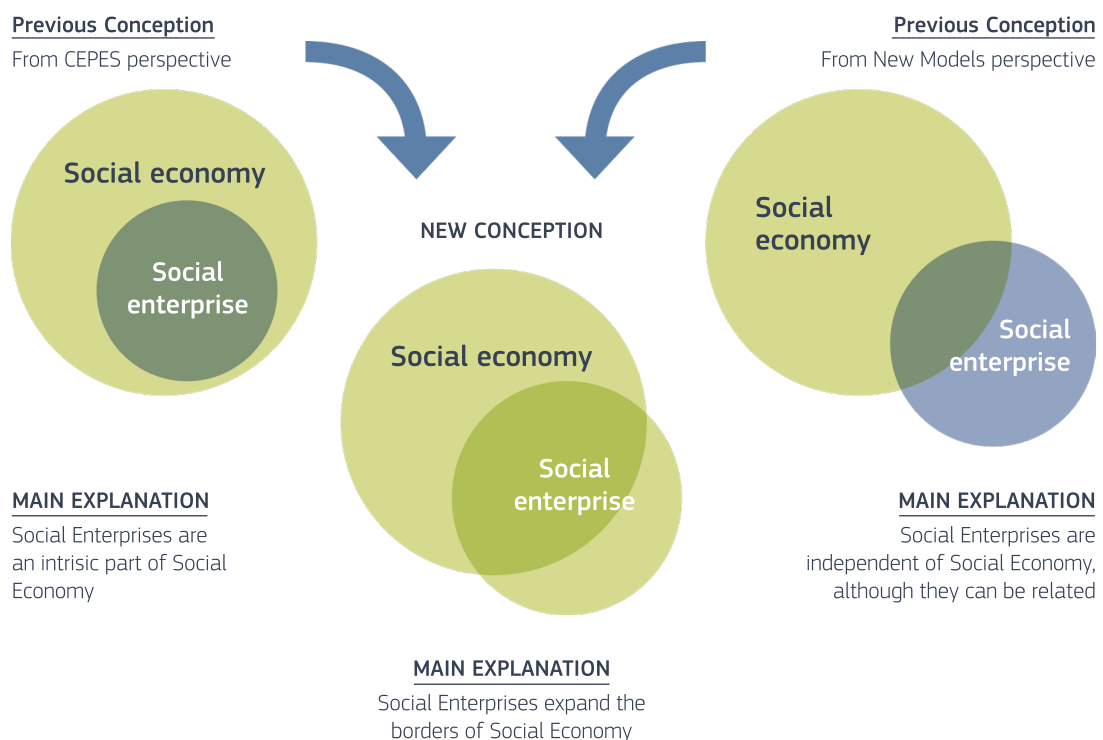 Previous Conception
From CEPES perspective
Social economy
Social
enterprise
MAIN EXPLANATION
Social Enterprises are
an intrisic part of Social
Economy
NEW CONCEPTION
Social economy
Social
enterprise
MAIN EXPLANATION
Social Enterprises expand the
borders of Social Economy
Previous Conception
From New Models perspective
Social
economy
Social
enterprise
MAIN EXPLANATION
Social Enterprises are
independent of Social Economy,
although they can be related